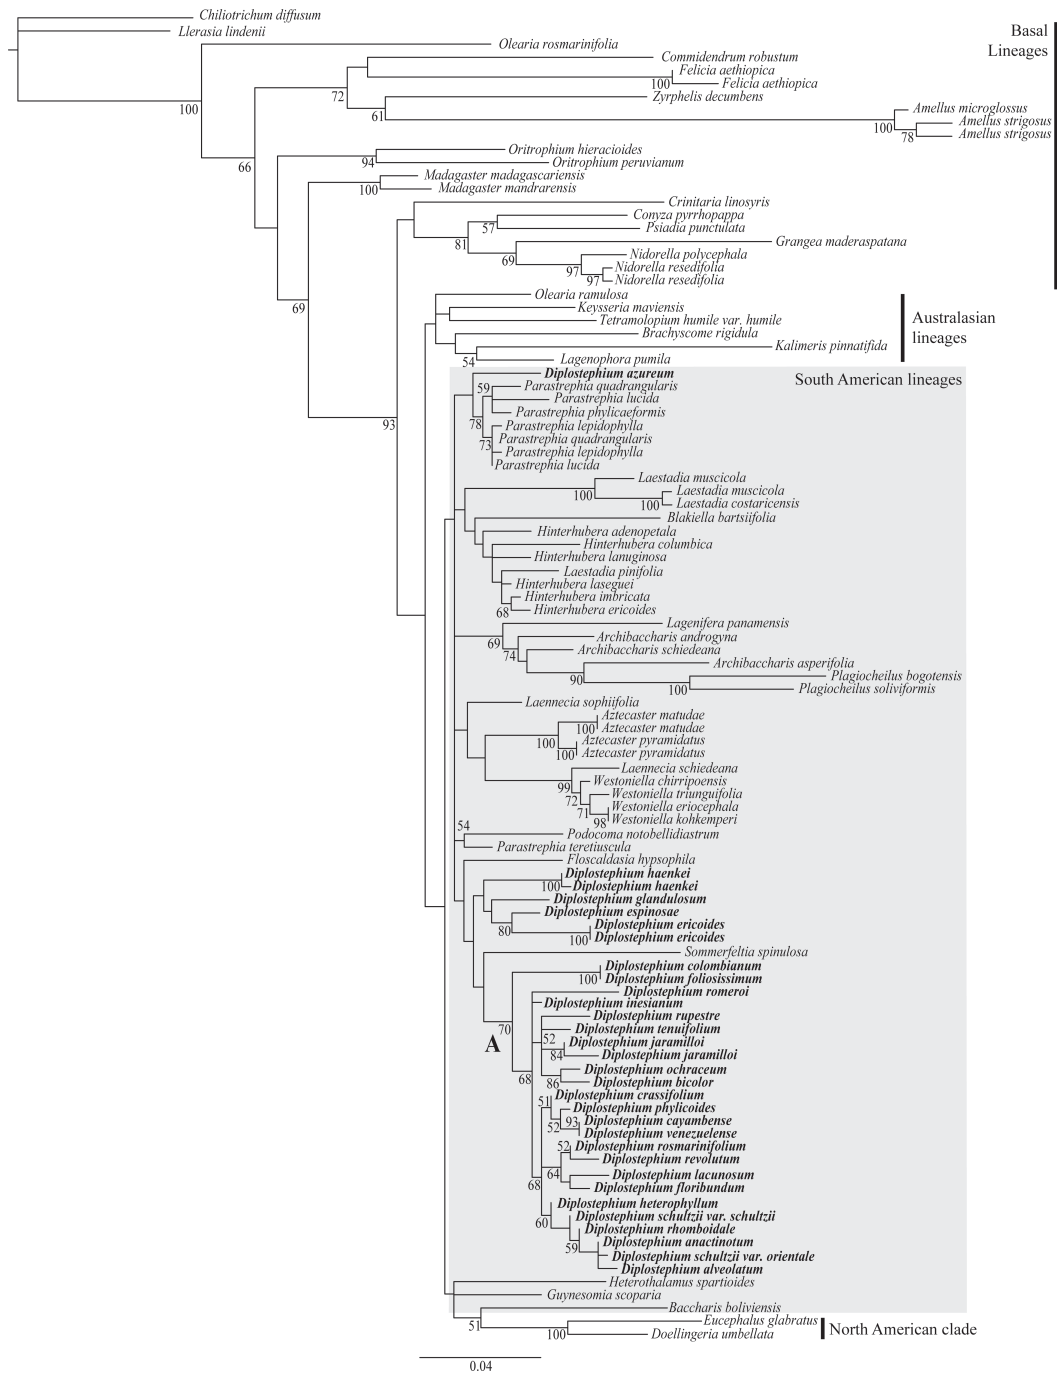 Chiliotrichum diffusum
Llerasia lindenii
Basal
Lineages
Olearia rosmarinifolia
Commidendrum robustum
Felicia aethiopica
100
Felicia aethiopica
72
Zyrphelis decumbens
100
61
Amellus microglossus
Amellus strigosus
100
78
Amellus strigosus
66
Oritrophium hieracioides
94
Oritrophium peruvianum
Madagaster madagascariensis
100
Madagaster mandrarensis
Crinitaria linosyris
Conyza pyrrhopappa
57
Psiadia punctulata
81
Grangea maderaspatana
69
Nidorella polycephala
97
Nidorella resedifolia
97
Nidorella resedifolia
69
Olearia ramulosa
Keysseria maviensis
Tetramolopium humile var. humile
Australasian
lineages
Brachyscome rigidula
Kalimeris pinnatifida
54
Lagenophora pumila
93
South American lineages
Diplostephium azureum
59
Parastrephia quadrangularis
Parastrephia lucida
Parastrephia phylicaeformis
78
Parastrephia lepidophylla
73
Parastrephia quadrangularis
Parastrephia lepidophylla
Parastrephia lucida
Laestadia muscicola
100
Laestadia muscicola
100
Laestadia costaricensis
Blakiella bartsiifolia
Hinterhubera adenopetala
Hinterhubera columbica
Hinterhubera lanuginosa
Laestadia pinifolia
Hinterhubera laseguei
Hinterhubera imbricata
68
Hinterhubera ericoides
Lagenifera panamensis
69
Archibaccharis androgyna
74
Archibaccharis schiedeana
Archibaccharis asperifolia
90
Plagiocheilus bogotensis
100
Plagiocheilus soliviformis
Laennecia sophiifolia
Aztecaster matudae
100
Aztecaster matudae
100
Aztecaster pyramidatus
100
Aztecaster pyramidatus
Laennecia schiedeana
99
Westoniella chirripoensis
72
Westoniella triunguifolia
71
Westoniella eriocephala
98
Westoniella kohkemperi
54
Podocoma notobellidiastrum
Parastrephia teretiuscula
Floscaldasia hypsophila
Diplostephium haenkei
100
Diplostephium haenkei
Diplostephium glandulosum
Diplostephium espinosae
80
Diplostephium ericoides
100
Diplostephium ericoides
Sommerfeltia spinulosa
Diplostephium colombianum
100
Diplostephium foliosissimum
Diplostephium romeroi
Diplostephium inesianum
70
A
Diplostephium rupestre
Diplostephium tenuifolium
52
Diplostephium jaramilloi
84
Diplostephium jaramilloi
Diplostephium ochraceum
86
Diplostephium bicolor
68
Diplostephium crassifolium
51
Diplostephium phylicoides
52
93
Diplostephium cayambense
Diplostephium venezuelense
52
Diplostephium rosmarinifolium
Diplostephium revolutum
64
Diplostephium lacunosum
Diplostephium floribundum
68
Diplostephium heterophyllum
60
Diplostephium schultzii var. schultzii
Diplostephium rhomboidale
59
Diplostephium anactinotum
Diplostephium schultzii var. orientale
Diplostephium alveolatum
Heterothalamus spartioides
Guynesomia scoparia
Baccharis boliviensis
51
Eucephalus glabratus
100
Doellingeria umbellata
North American clade
0.04